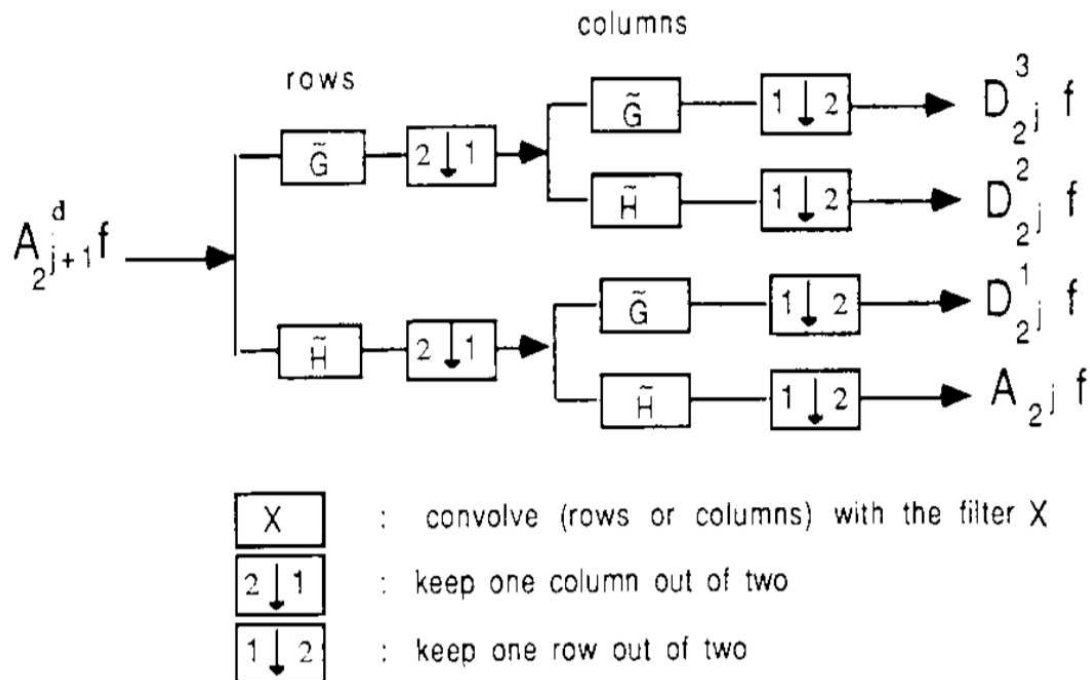 columns
rows
G̃ 2↓1 G̃ 1↓2 D³₂ʲ f
H̃ 1↓2 D²₂ʲ f
Aᵈ₂ʲ⁺¹f
H̃ 2↓1 G̃ 1↓2 D¹₂ʲ f
H̃ 1↓2 A₂ʲ f
X : convolve (rows or columns) with the filter X
2↓1 : keep one column out of two
1↓2 : keep one row out of two